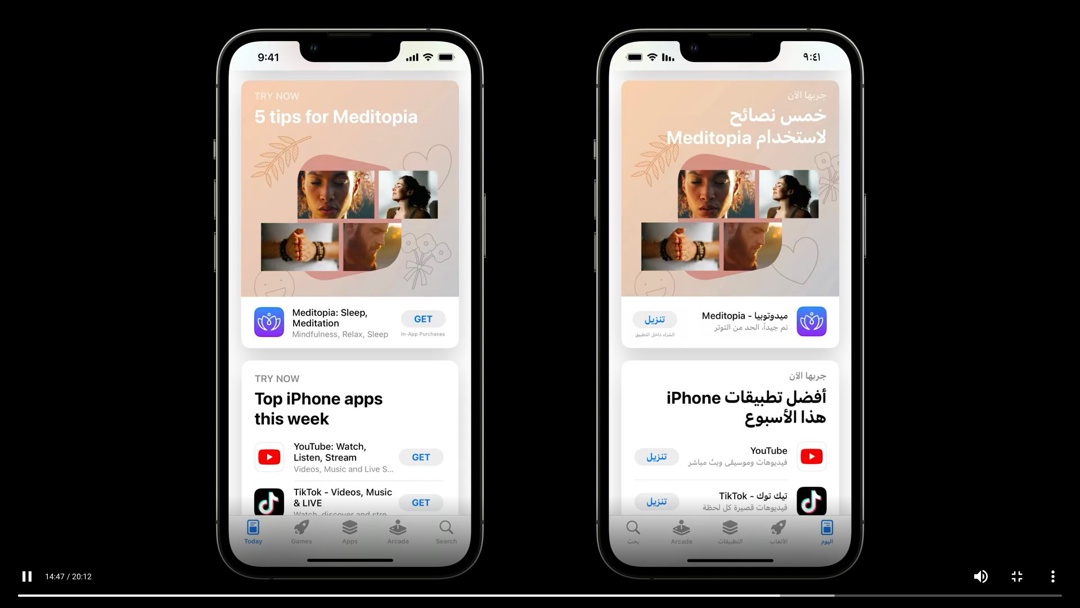 9:41
TRY NOW
5 tips for Meditopia
Meditopia: Sleep,
Meditation
Mindfulness, Relax, Sleep
GET
In-App Purchases
TRY NOW
Top iPhone apps
this week
YouTube: Watch,
Listen, Stream
Videos, Music and Live S...
GET
TikTok - Videos, Music
& LIVE
Watch, discover and stre
GET
Today
Games
Apps
Arcade
Search
٩:٤١
جربها الآن
خمس نصائح
لاستخدام Meditopia
ميدوتوبيا - Meditopia
نم جيداً، الحد من التوتر
تنزيل
الشراء داخل التطبيق
جربها الآن
أفضل تطبيقات iPhone
هذا الأسبوع
YouTube
فيديوهات وموسيقى وبث مباشر
تنزيل
تيك توك - TikTok
فيديوهات قصيرة كل لحظة
تنزيل
اليوم
الألعاب
التطبيقات
Arcade
بحث
14:47 / 20:12